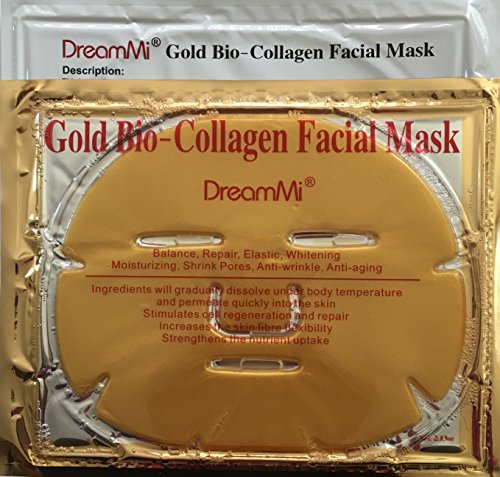 DreamMi® Gold Bio-Collagen Facial Mask
Description:
Gold Bio-Collagen Facial Mask
DreamMi®
Balance, Repair, Elastic, Whitening
Moisturizing, Shrink Pores, Anti-wrinkle, Anti-aging
Ingredients will gradually dissolve under body temperature
and permeate quickly into the skin
Stimulates cell regeneration and repair
Increases the skin fibre flexibility
Strengthens the nutrient uptake